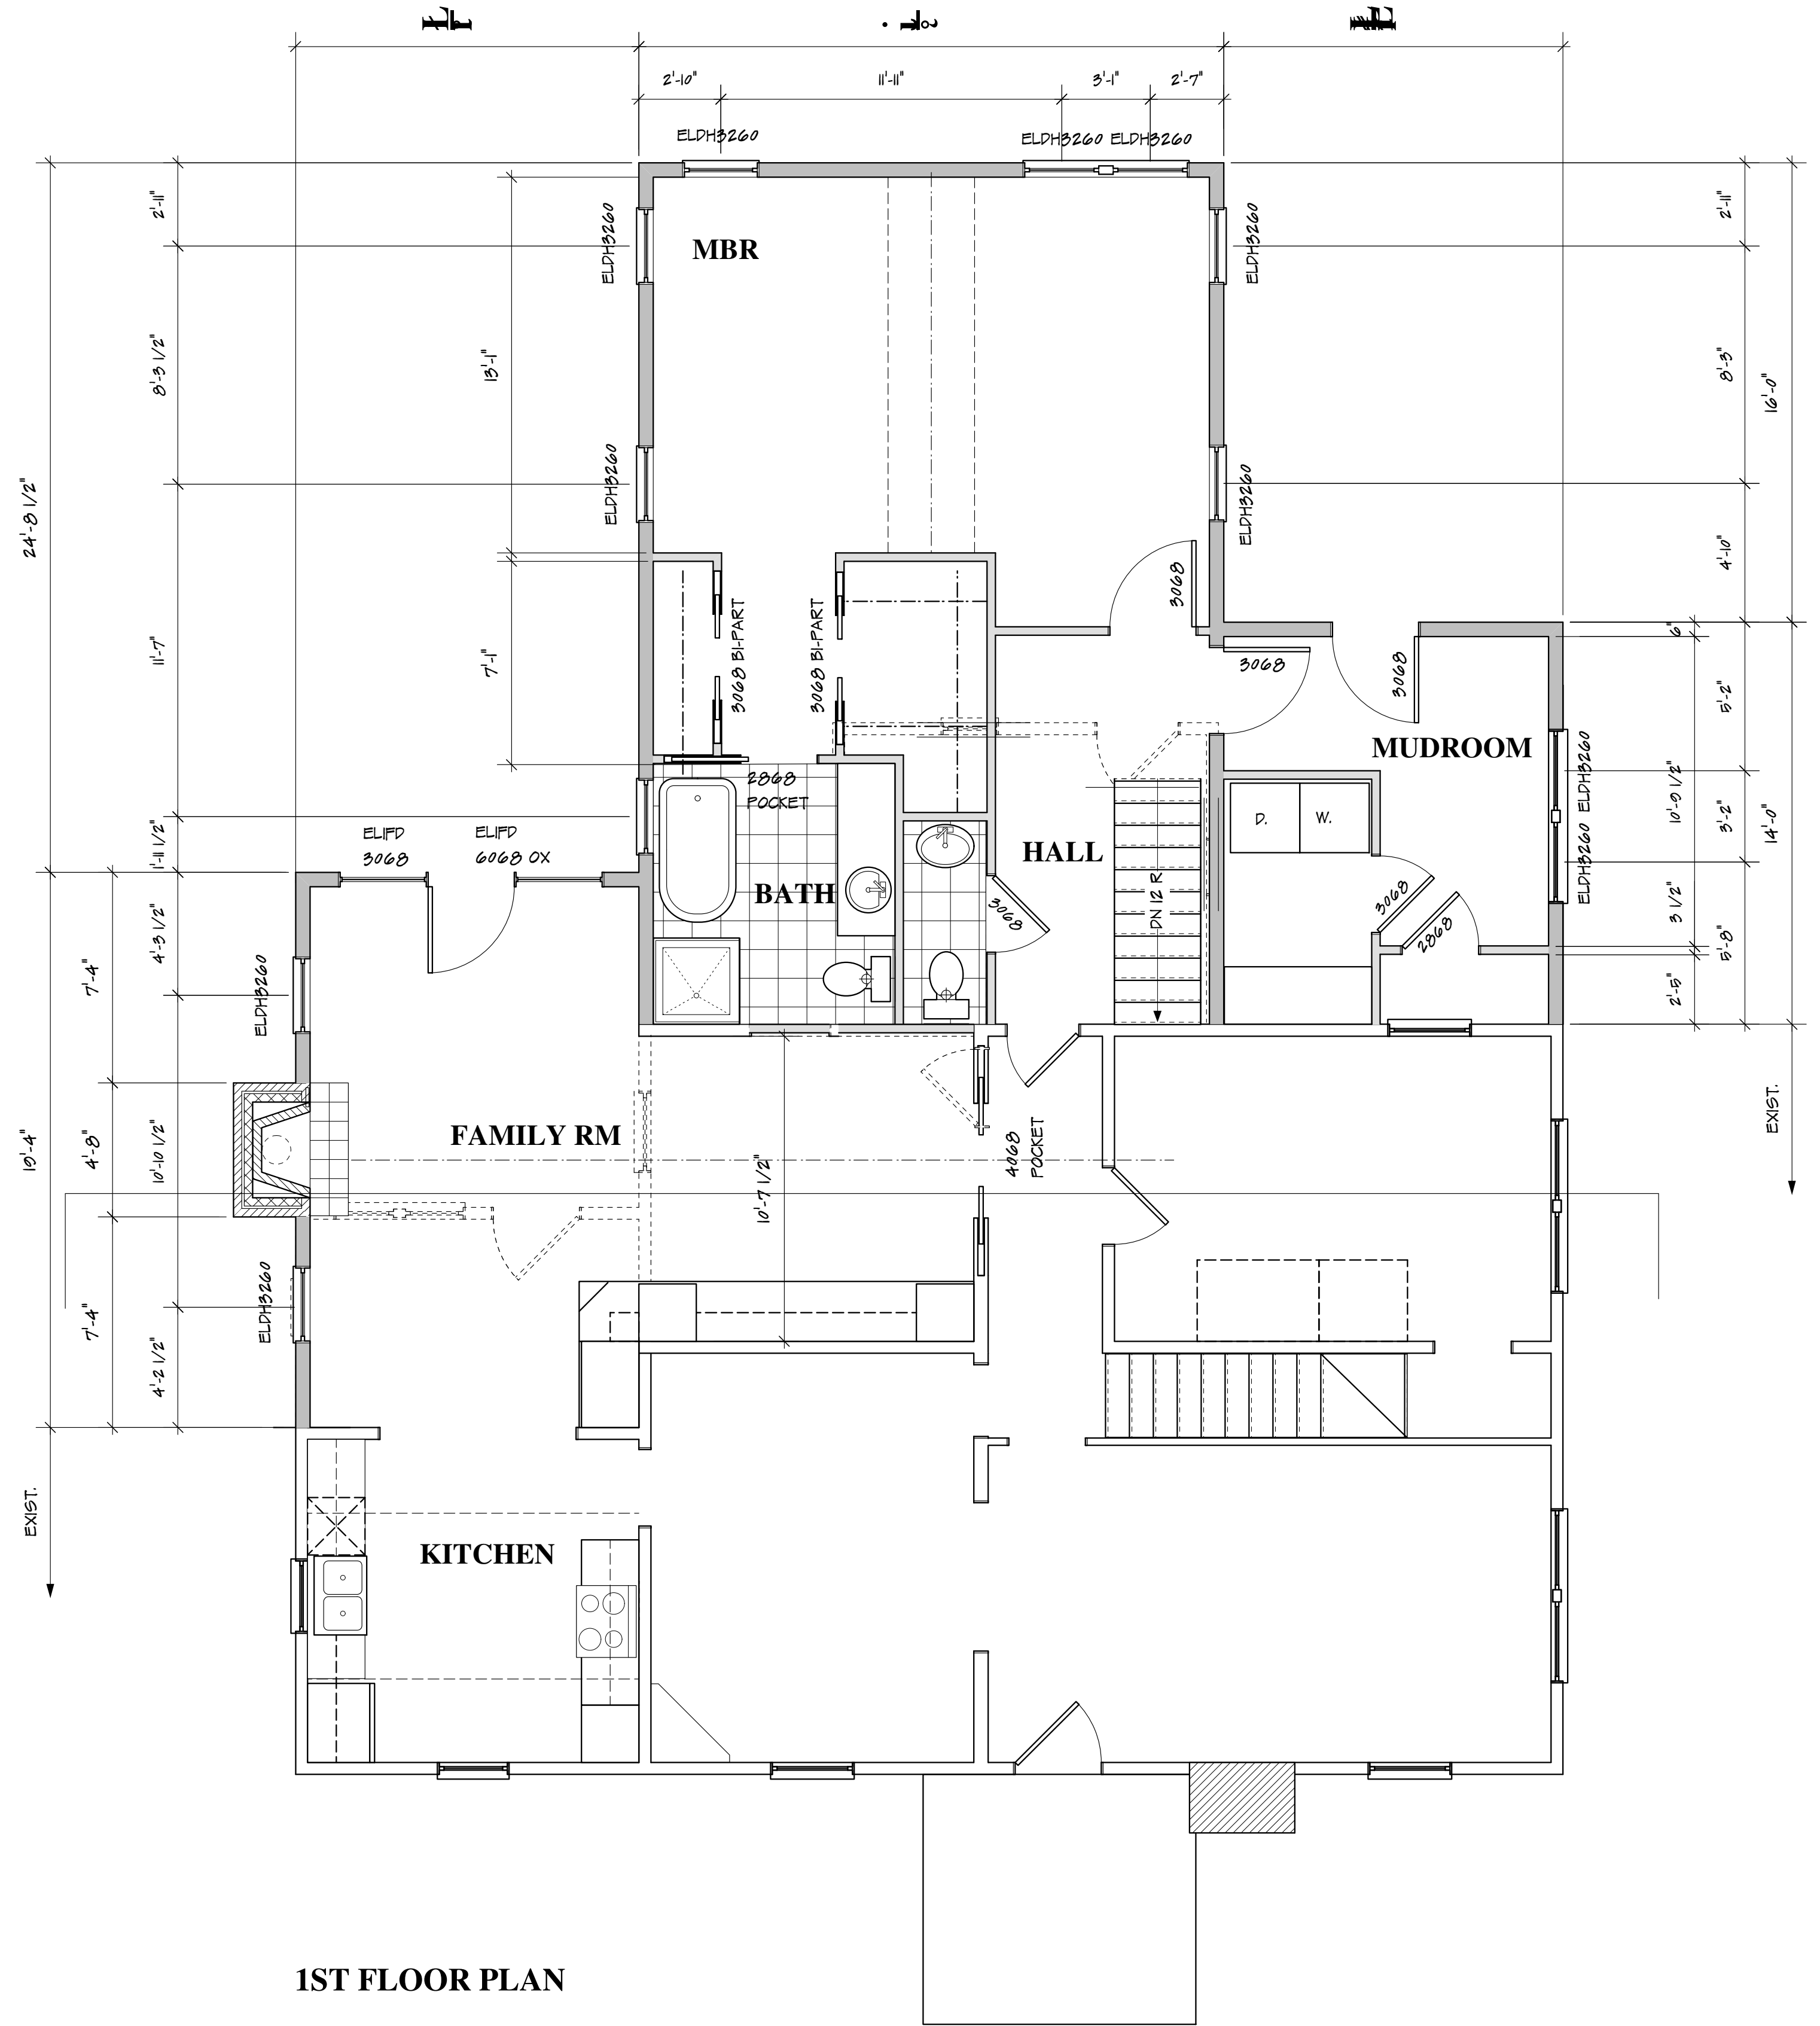 2'-10"
11'-11"
3'-1"
2'-7"
ELDH3260
ELDH3260 ELDH3260
2'-11"
ELDH3260
MBR
ELDH3260
2'-11"
8'-3 1/2"
13'-1"
8'-3"
16'-0"
24'-8 1/2"
ELDH3260
ELDH3260
4'-10"
3068
11'-7"
7'-1"
3068 BI-PART
3068 BI-PART
3068
3068
6"
5'-2"
MUDROOM
2868
POCKET
ELDH3260 ELDH3260
10'-9 1/2"
3'-2"
14'-0"
D.
W.
ELIFD
3068
ELIFD
6068 OX
1'-11 1/2"
HALL
BATH
DN 12 R
3068
3068
2868
3 1/2"
5'-8"
2'-5"
4'-3 1/2"
7'-4"
ELDH3260
FAMILY RM
4068
POCKET
EXIST.
19'-4"
4'-8"
10'-10 1/2"
10'-7 1/2"
7'-4"
4'-2 1/2"
ELDH3260
EXIST.
KITCHEN
1ST FLOOR PLAN